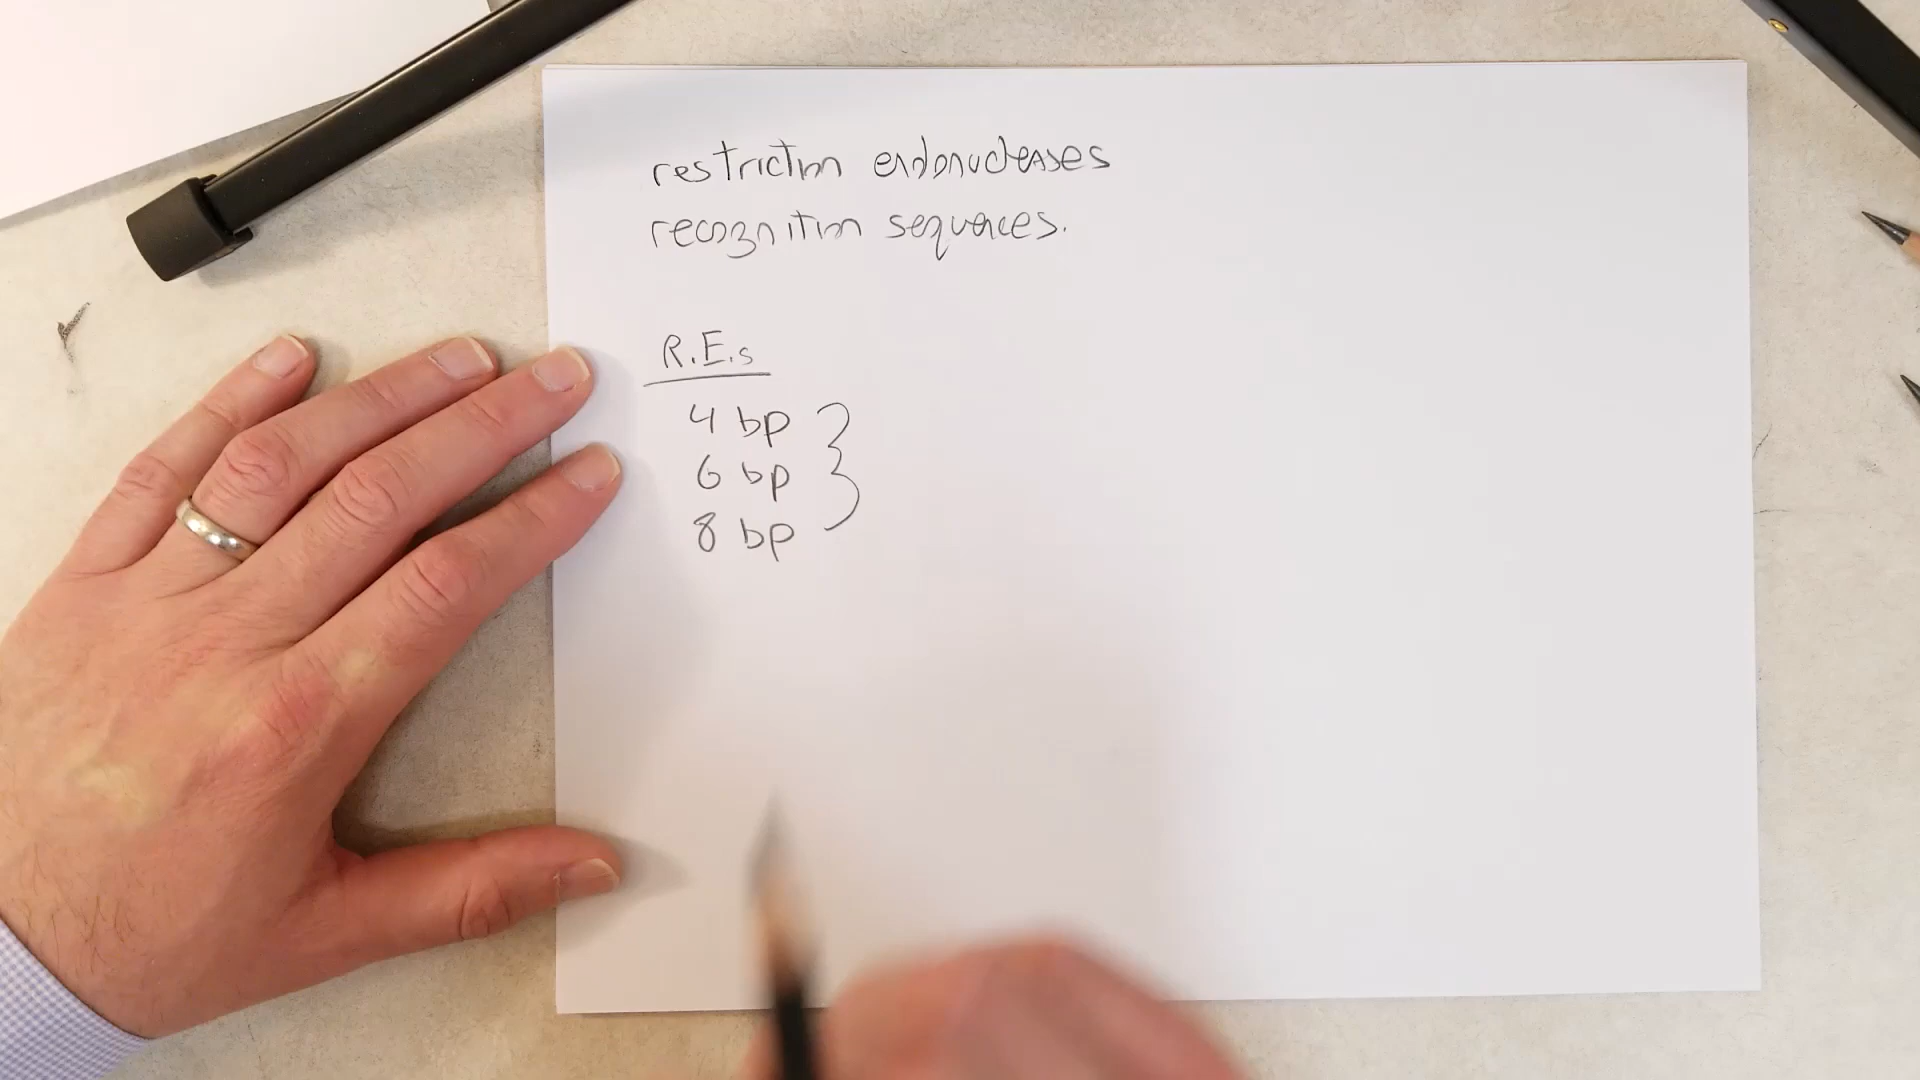 restriction endonucleases
recognition sequences.
R.E.s
4 bp
6 bp
8 bp